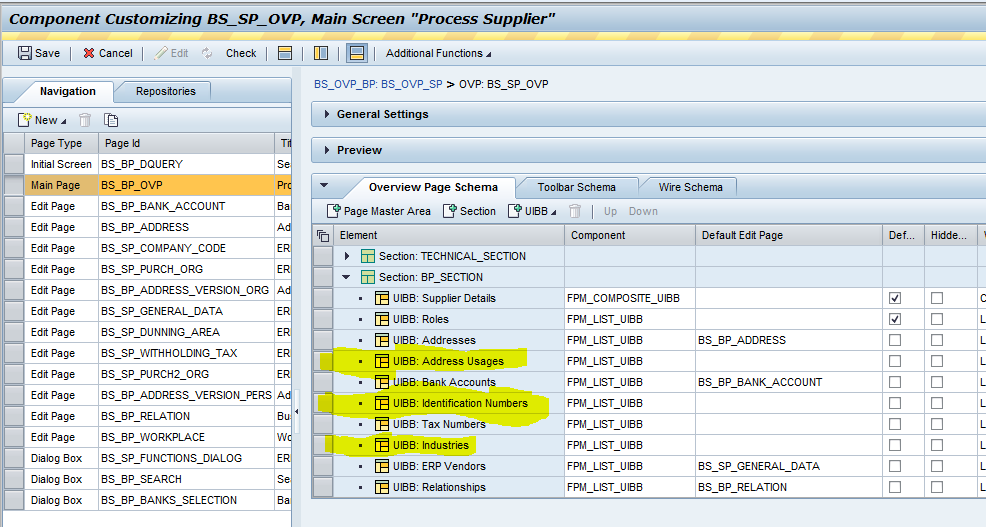 Component Customizing BS_SP_OVP, Main Screen "Process Supplier"
Save Cancel Edit Check Additional Functions
Navigation Repositories
New
Page Type Page Id
Initial Screen BS_BP_DQUERY Se
Main Page BS_BP_OVP Pro
Edit Page BS_BP_BANK_ACCOUNT Ba
Edit Page BS_BP_ADDRESS Ad
Edit Page BS_SP_COMPANY_CODE ER
Edit Page BS_SP_PURCH_ORG ER
Edit Page BS_BP_ADDRESS_VERSION_ORG Ad
Edit Page BS_SP_GENERAL_DATA ER
Edit Page BS_SP_DUNNING_AREA ER
Edit Page BS_SP_WITHHOLDING_TAX ER
Edit Page BS_SP_PURCH2_ORG ER
Edit Page BS_BP_ADDRESS_VERSION_PERS Ad
Edit Page BS_BP_RELATION Bu
Edit Page BS_BP_WORKPLACE Wo
Dialog Box BS_SP_FUNCTIONS_DIALOG ER
Dialog Box BS_BP_SEARCH Se
Dialog Box BS_BP_BANKS_SELECTION Ba
BS_OVP_BP: BS_OVP_SP > OVP: BS_SP_OVP
General Settings
Preview
Overview Page Schema Toolbar Schema Wire Schema
Page Master Area Section UIBB Up Down
Element Component Default Edit Page Def... Hidde...
Section: TECHNICAL_SECTION
Section: BP_SECTION
UIBB: Supplier Details FPM_COMPOSITE_UIBB C
UIBB: Roles FPM_LIST_UIBB L
UIBB: Addresses FPM_LIST_UIBB BS_BP_ADDRESS L
UIBB: Address Usages FPM_LIST_UIBB L
UIBB: Bank Accounts FPM_LIST_UIBB BS_BP_BANK_ACCOUNT L
UIBB: Identification Numbers FPM_LIST_UIBB L
UIBB: Tax Numbers FPM_LIST_UIBB L
UIBB: Industries FPM_LIST_UIBB L
UIBB: ERP Vendors FPM_LIST_UIBB BS_SP_GENERAL_DATA L
UIBB: Relationships FPM_LIST_UIBB BS_BP_RELATION L